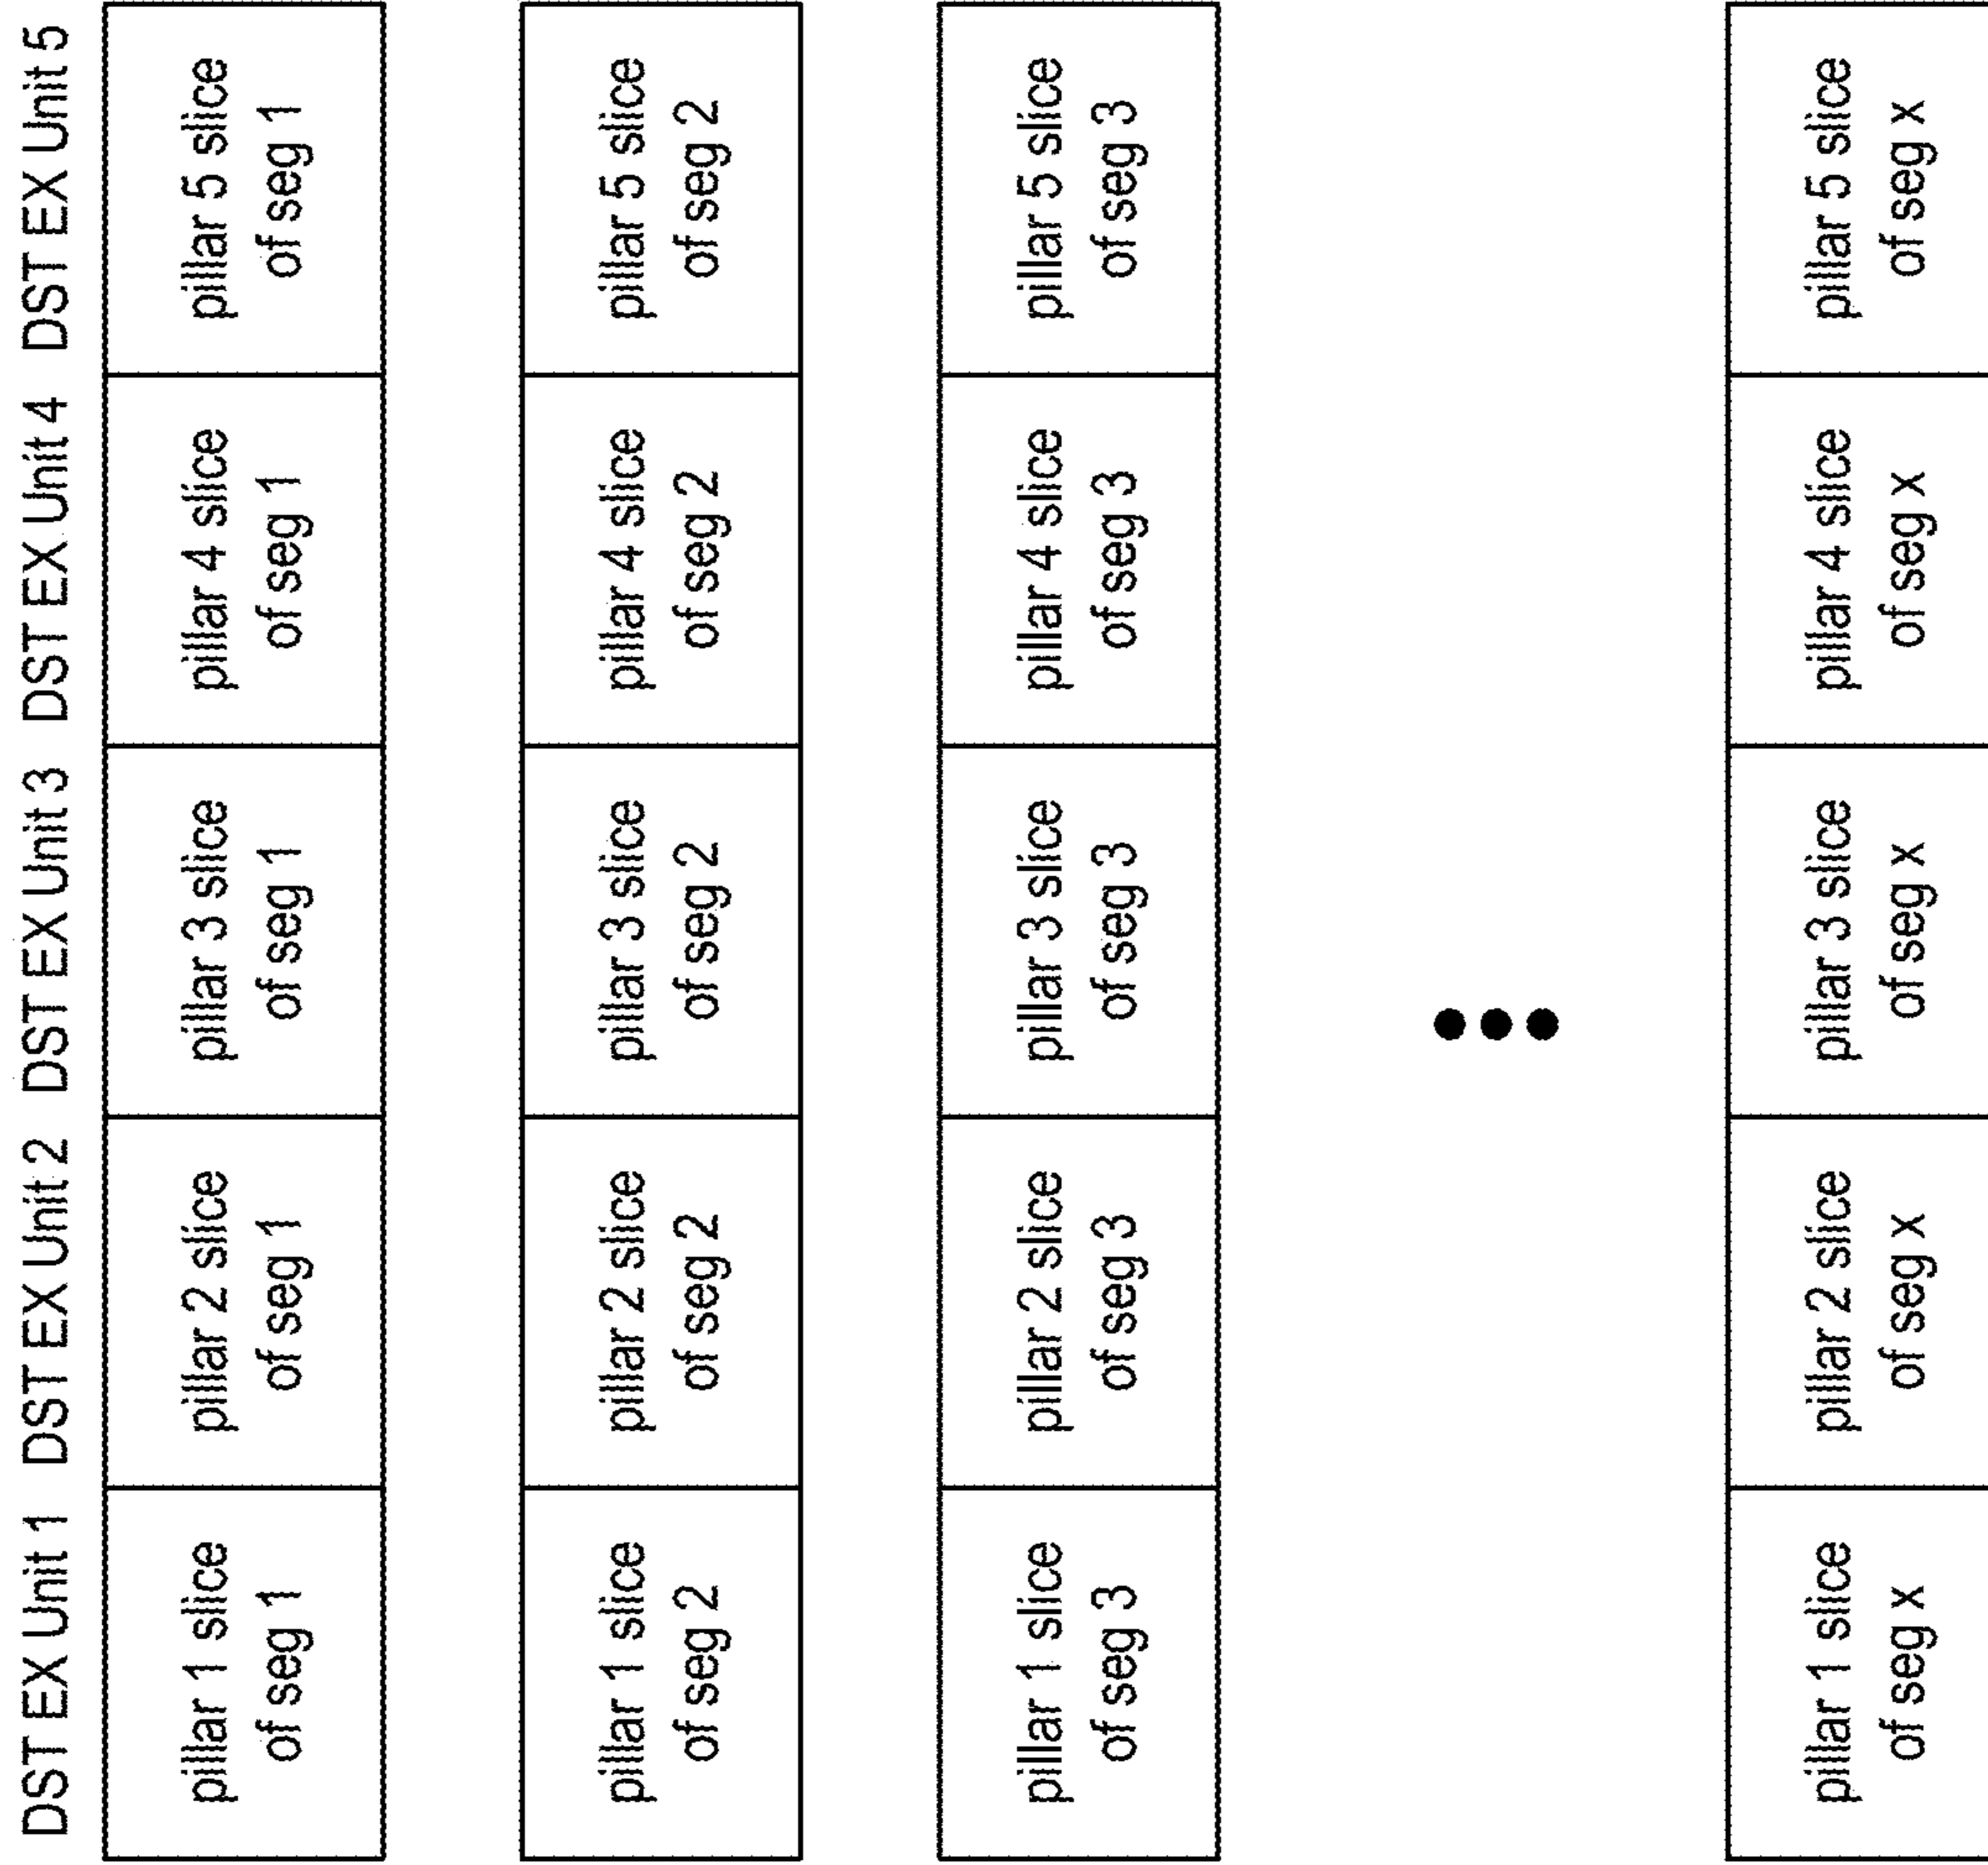 DST EX Unit 1 DST EX Unit 2 DST EX Unit 3 DST EX Unit 4 DST EX Unit 5
pillar 1 slice
of seg 1
pillar 2 slice
of seg 1
pillar 3 slice
of seg 1
pillar 4 slice
of seg 1
pillar 5 slice
of seg 1
pillar 1 slice
of seg 2
pillar 2 slice
of seg 2
pillar 3 slice
of seg 2
pillar 4 slice
of seg 2
pillar 5 slice
of seg 2
pillar 1 slice
of seg 3
pillar 2 slice
of seg 3
pillar 3 slice
of seg 3
pillar 4 slice
of seg 3
pillar 5 slice
of seg 3
pillar 1 slice
of seg x
pillar 2 slice
of seg x
pillar 3 slice
of seg x
pillar 4 slice
of seg x
pillar 5 slice
of seg x